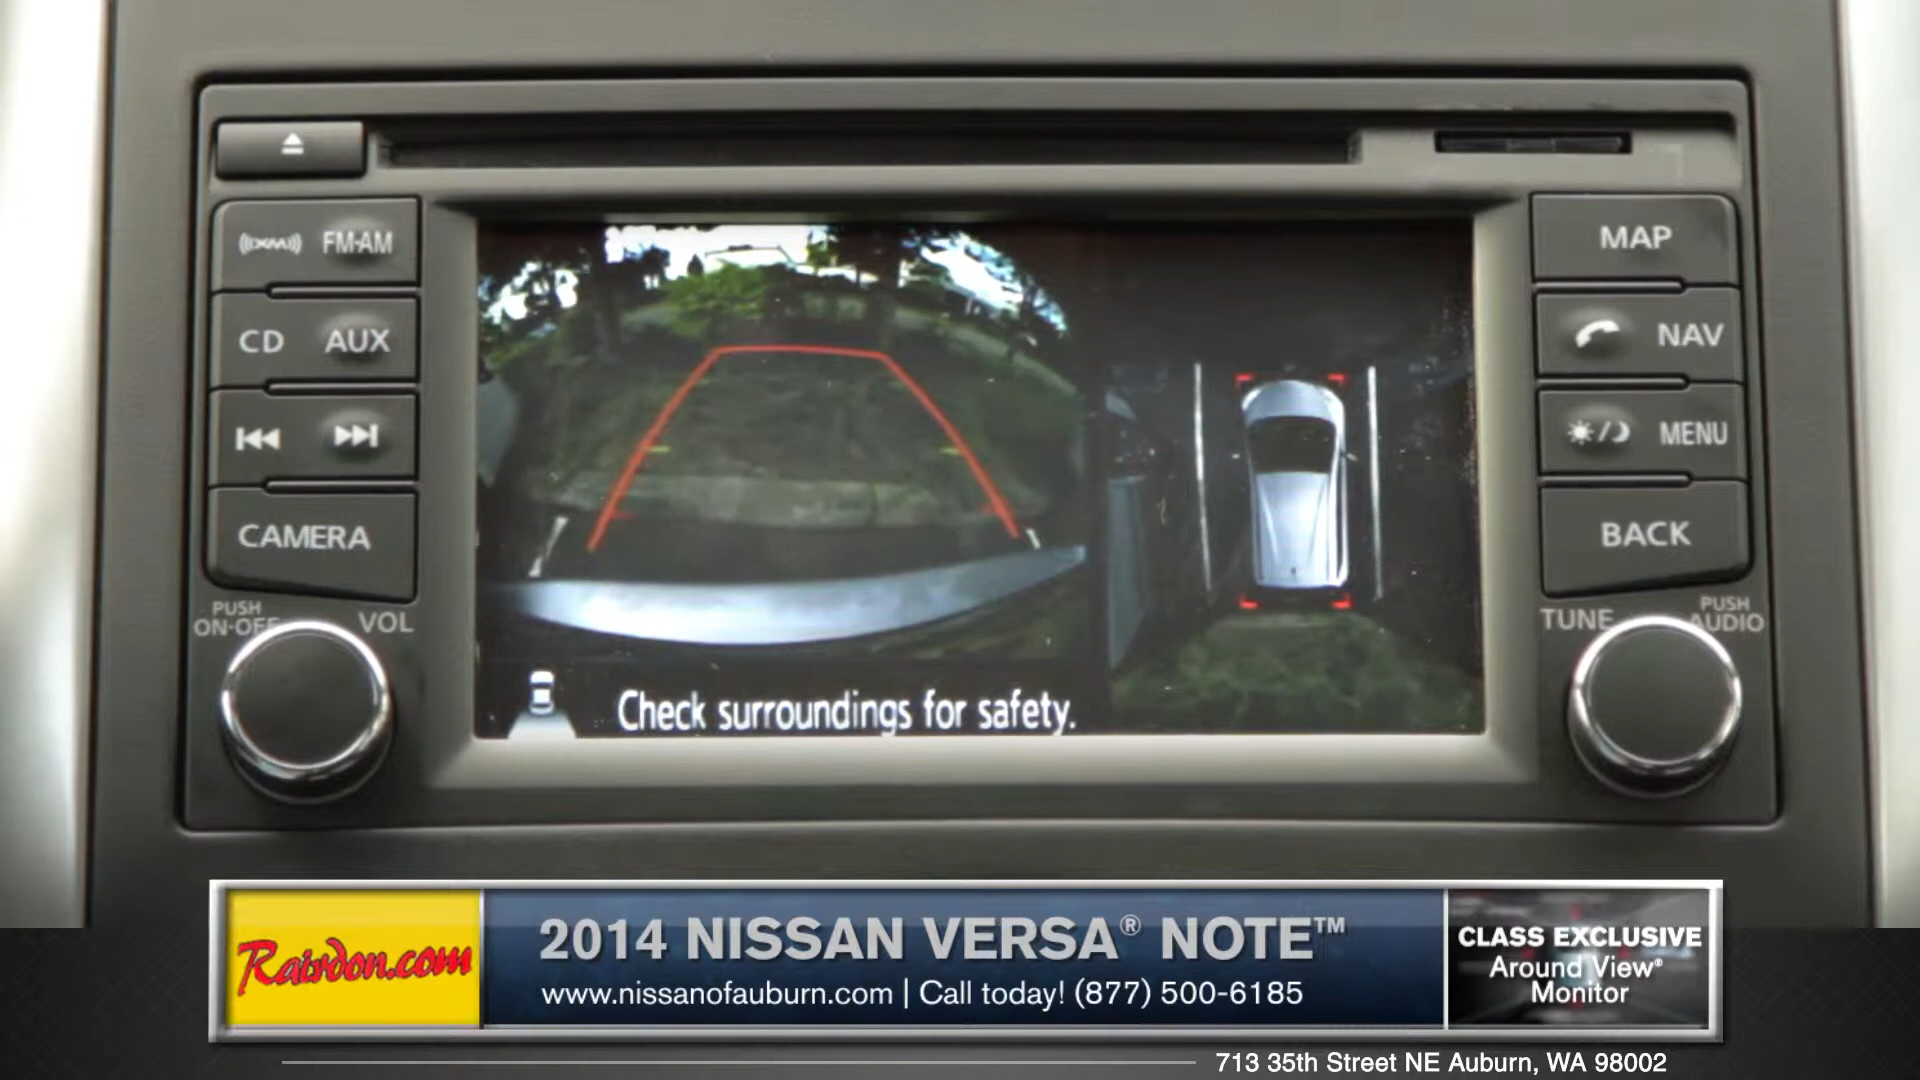 XM FM-AM
MAP
CD AUX
NAV
MENU
CAMERA
BACK
PUSH
ON-OFF
VOL
TUNE
PUSH
AUDIO
Check surroundings for safety.
Rairdon.com
2014 NISSAN VERSA® NOTE™
www.nissanofauburn.com | Call today! (877) 500-6185
CLASS EXCLUSIVE
Around View®
Monitor
713 35th Street NE Auburn, WA 98002